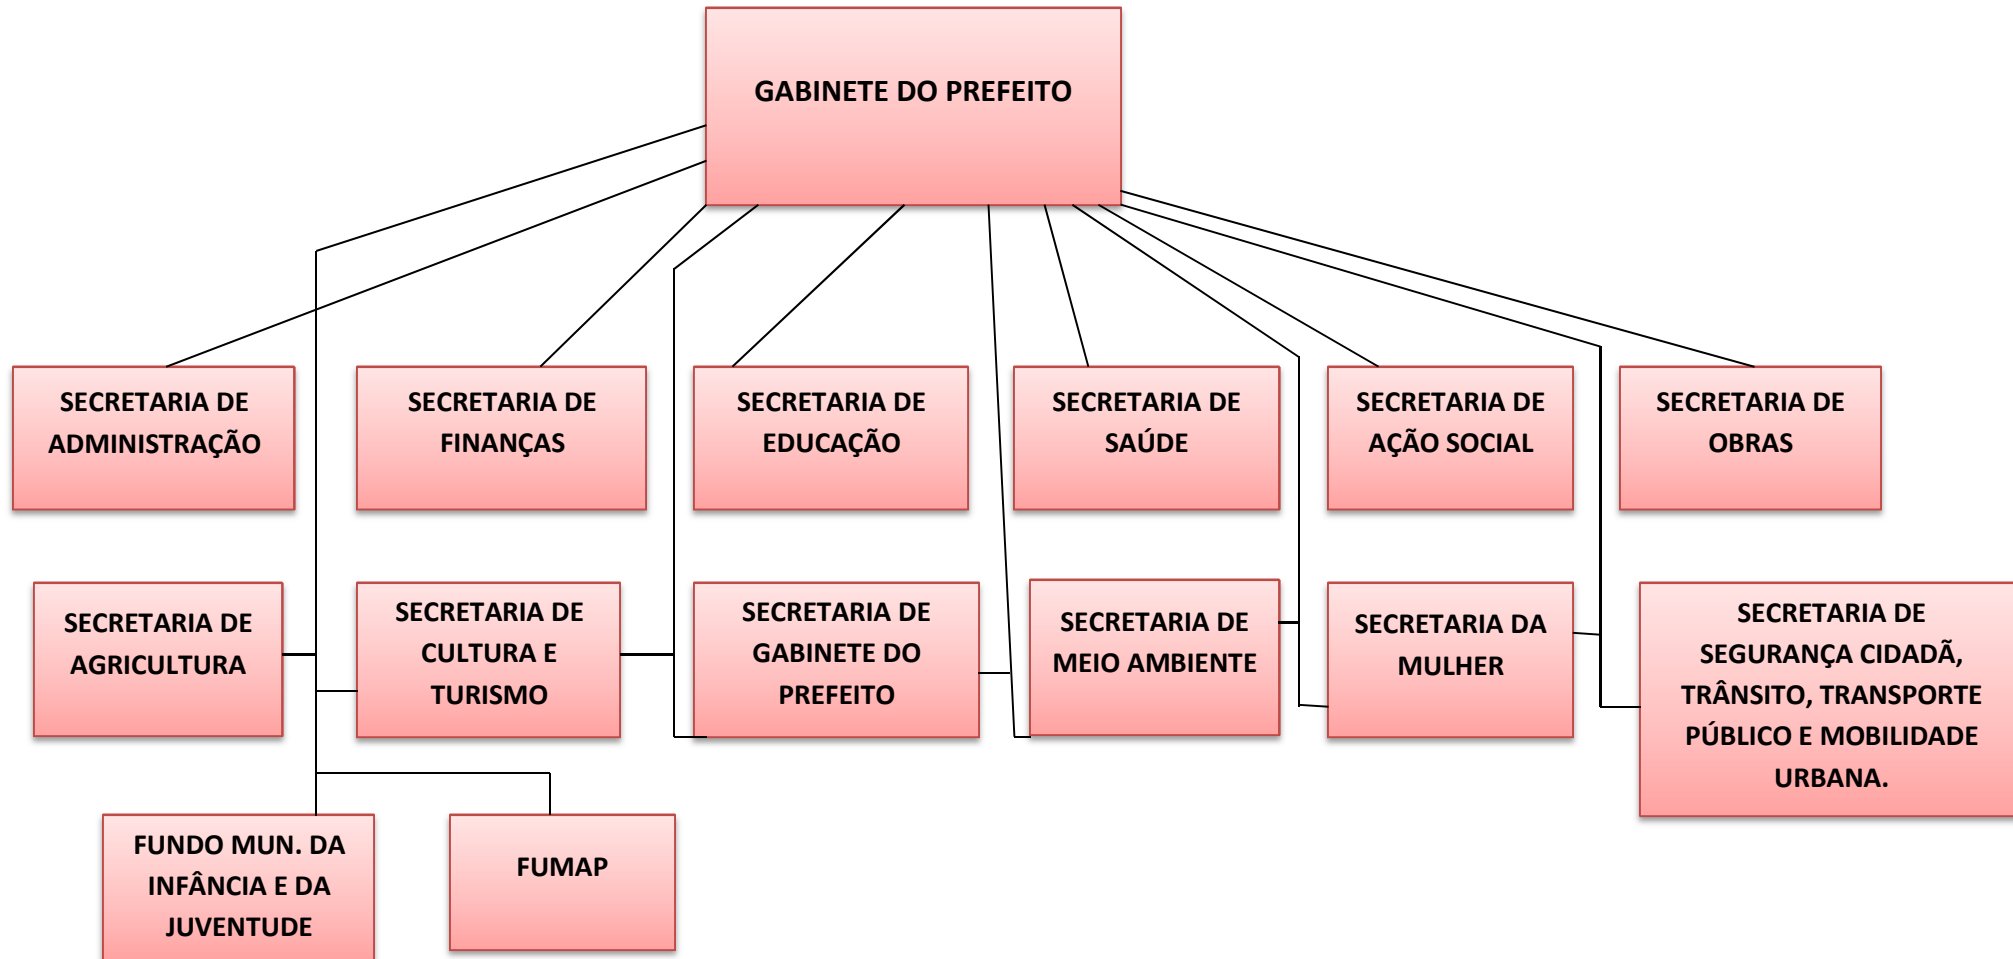 GABINETE DO PREFEITO
SECRETARIA DE
ADMINISTRAÇÃO
SECRETARIA DE
FINANÇAS
SECRETARIA DE
EDUCAÇÃO
SECRETARIA DE
SAÚDE
SECRETARIA DE
AÇÃO SOCIAL
SECRETARIA DE
OBRAS
SECRETARIA DE
AGRICULTURA
SECRETARIA DE
CULTURA E
TURISMO
SECRETARIA DE
GABINETE DO
PREFEITO
SECRETARIA DE
MEIO AMBIENTE
SECRETARIA DA
MULHER
SECRETARIA DE
SEGURANÇA CIDADÃ,
TRÂNSITO, TRANSPORTE
PÚBLICO E MOBILIDADE
URBANA.
FUNDO MUN. DA
INFÂNCIA E DA
JUVENTUDE
FUMAP